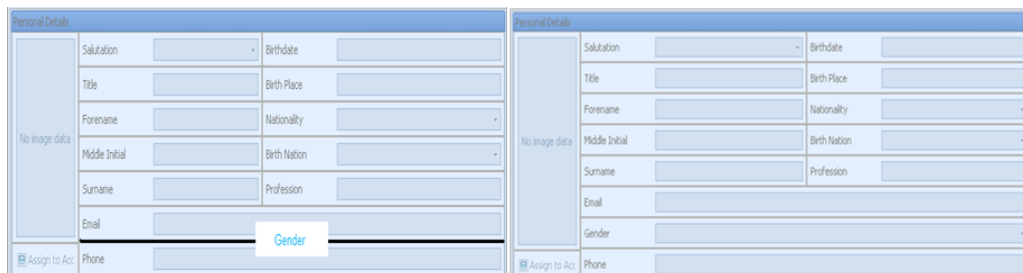 Personal Details
Salutation
Birthdate
Title
Birth Place
Forename
Nationality
No image data
Middle Initial
Birth Nation
Surname
Profession
Email
Gender
Assign to Acc
Phone
Personal Details
Salutation
Birthdate
Title
Birth Place
Forename
Nationality
No image data
Middle Initial
Birth Nation
Surname
Profession
Email
Gender
Assign to Acc
Phone